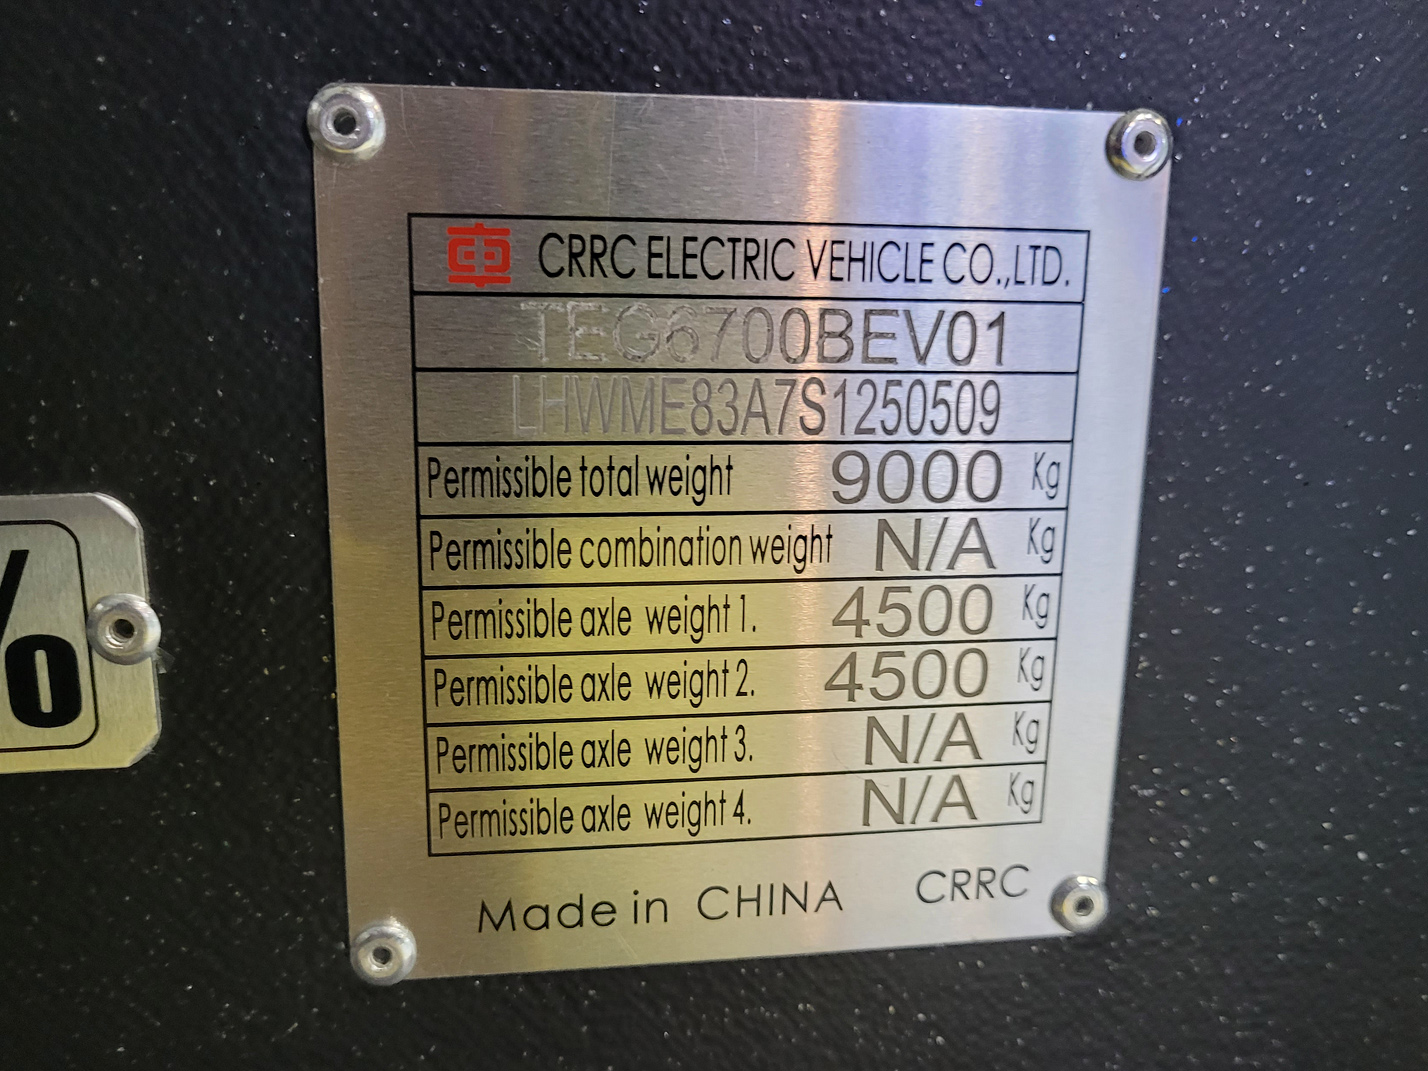 CRRC ELECTRIC VEHICLE CO.,LTD.
TEG6700BEV01
LHWME83A7S1250509
Permissible total weight 9000 Kg
Permissible combination weight N/A Kg
Permissible axle weight 1. 4500 Kg
Permissible axle weight 2. 4500 Kg
Permissible axle weight 3. N/A Kg
Permissible axle weight 4. N/A Kg
Made in CHINA CRRC
%